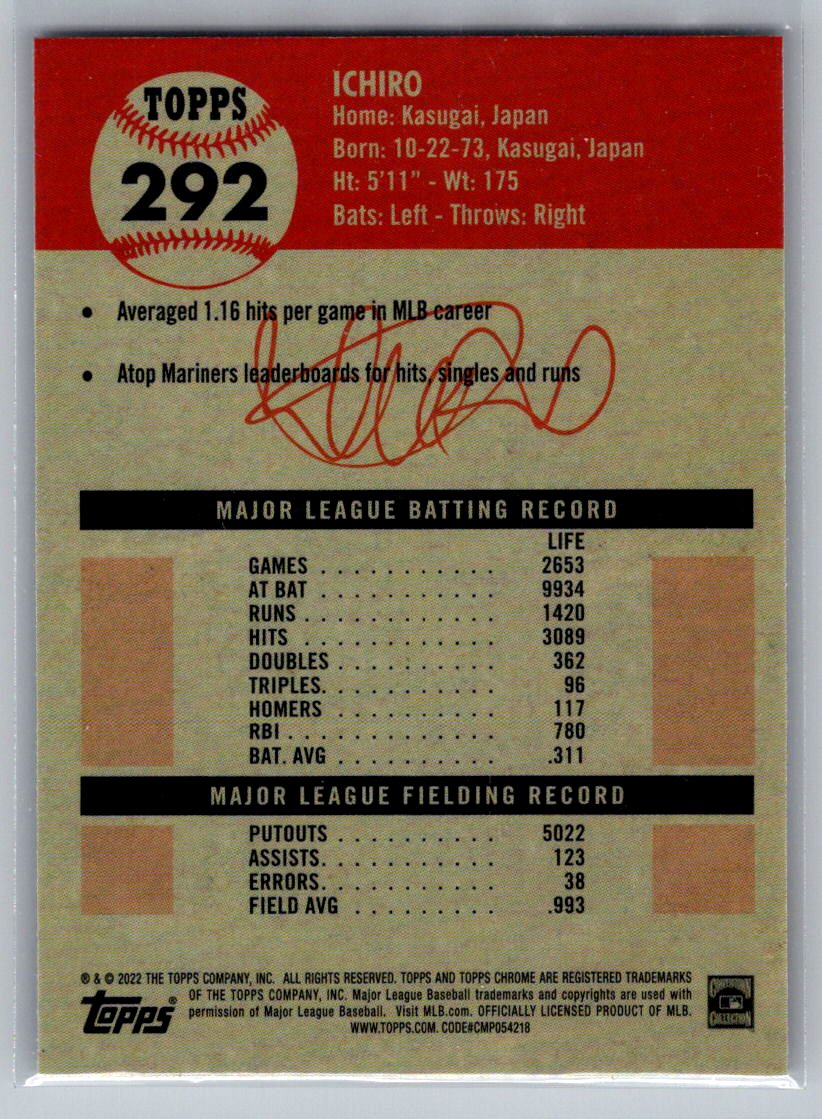 TOPPS
292
ICHIRO
Home: Kasugai, Japan
Born: 10-22-73, Kasugai, Japan
Ht: 5'11" - Wt: 175
Bats: Left - Throws: Right
• Averaged 1.16 hits per game in MLB career
• Atop Mariners leaderboards for hits, singles and runs
Ichiro
MAJOR LEAGUE BATTING RECORD
LIFE
GAMES . . . . . . . . . . . 2653
AT BAT . . . . . . . . . . . 9934
RUNS . . . . . . . . . . . . 1420
HITS . . . . . . . . . . . . 3089
DOUBLES . . . . . . . . . . 362
TRIPLES. . . . . . . . . . . 96
HOMERS . . . . . . . . . . 117
RBI . . . . . . . . . . . . . 780
BAT. AVG . . . . . . . . . . .311
MAJOR LEAGUE FIELDING RECORD
PUTOUTS . . . . . . . . . . 5022
ASSISTS. . . . . . . . . . . 123
ERRORS. . . . . . . . . . . 38
FIELD AVG . . . . . . . . . .993
® & © 2022 THE TOPPS COMPANY, INC. ALL RIGHTS RESERVED. TOPPS AND TOPPS CHROME ARE REGISTERED TRADEMARKS
OF THE TOPPS COMPANY, INC. Major League Baseball trademarks and copyrights are used with
permission of Major League Baseball. Visit MLB.com. OFFICIALLY LICENSED PRODUCT OF MLB.
WWW.TOPPS.COM. CODE#CMP054218
topps®
COOPERSTOWN
COLLECTION